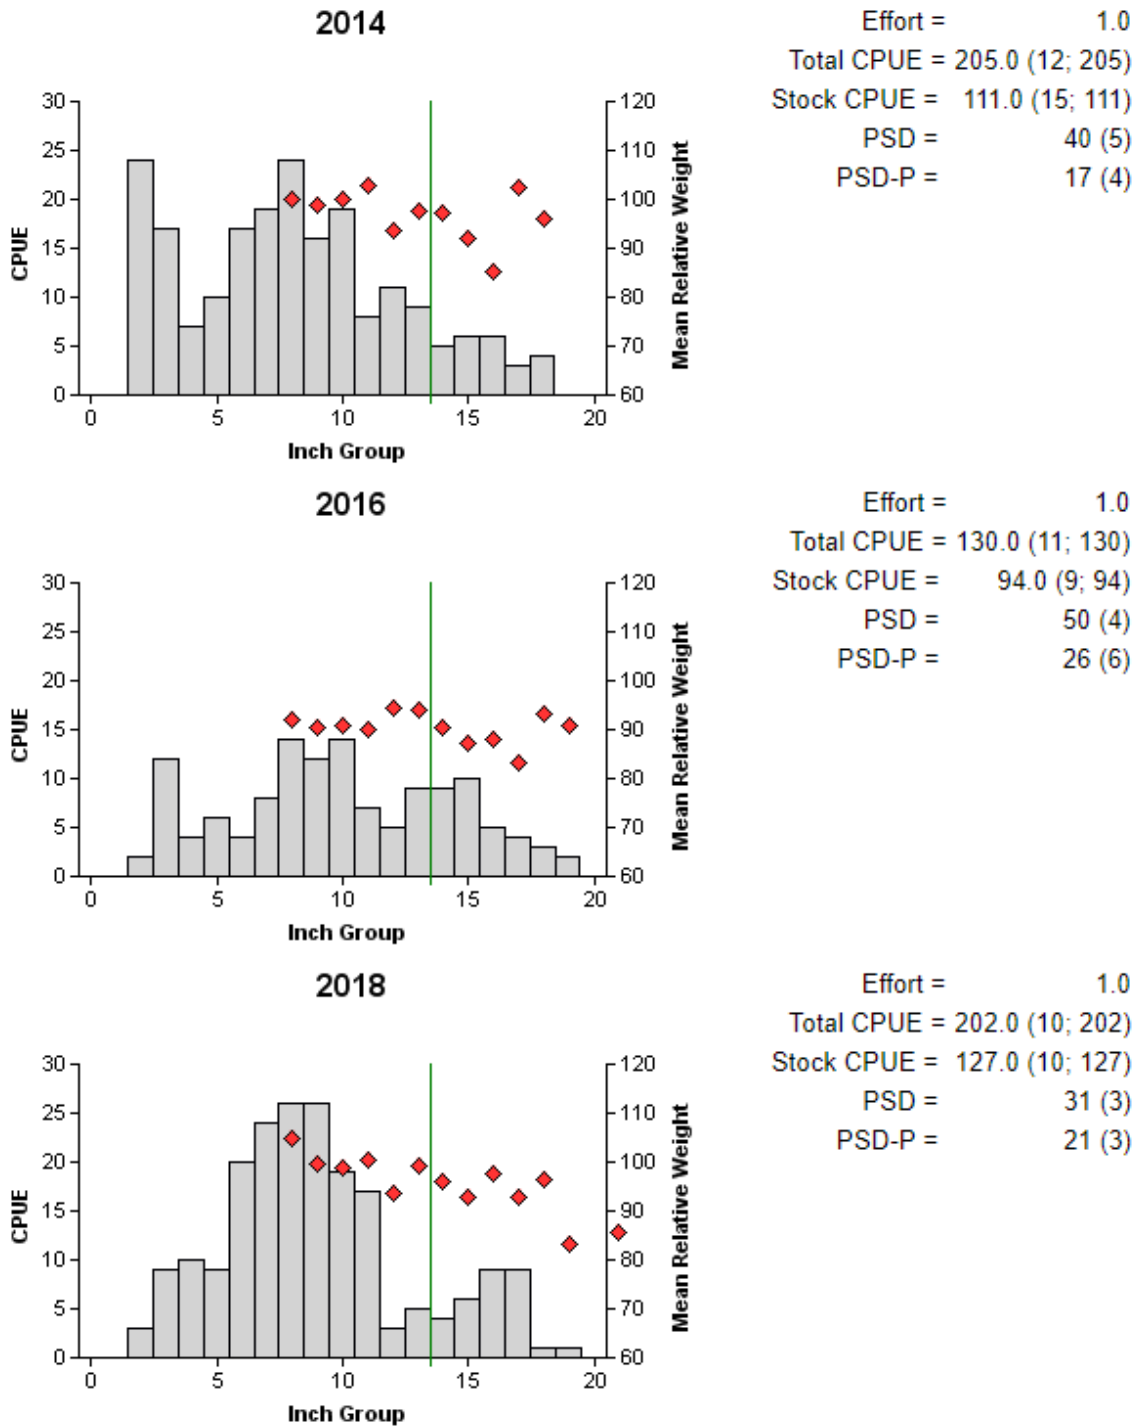 2014
Effort = 1.0
Total CPUE = 205.0 (12; 205)
Stock CPUE = 111.0 (15; 111)
PSD = 40 (5)
PSD-P = 17 (4)
30
25
20
15
10
5
0
CPUE
120
110
100
90
80
70
60
Mean Relative Weight
0 5 10 15 20
Inch Group
2016
Effort = 1.0
Total CPUE = 130.0 (11; 130)
Stock CPUE = 94.0 (9; 94)
PSD = 50 (4)
PSD-P = 26 (6)
30
25
20
15
10
5
0
CPUE
120
110
100
90
80
70
60
Mean Relative Weight
0 5 10 15 20
Inch Group
2018
Effort = 1.0
Total CPUE = 202.0 (10; 202)
Stock CPUE = 127.0 (10; 127)
PSD = 31 (3)
PSD-P = 21 (3)
30
25
20
15
10
5
0
CPUE
120
110
100
90
80
70
60
Mean Relative Weight
0 5 10 15 20
Inch Group